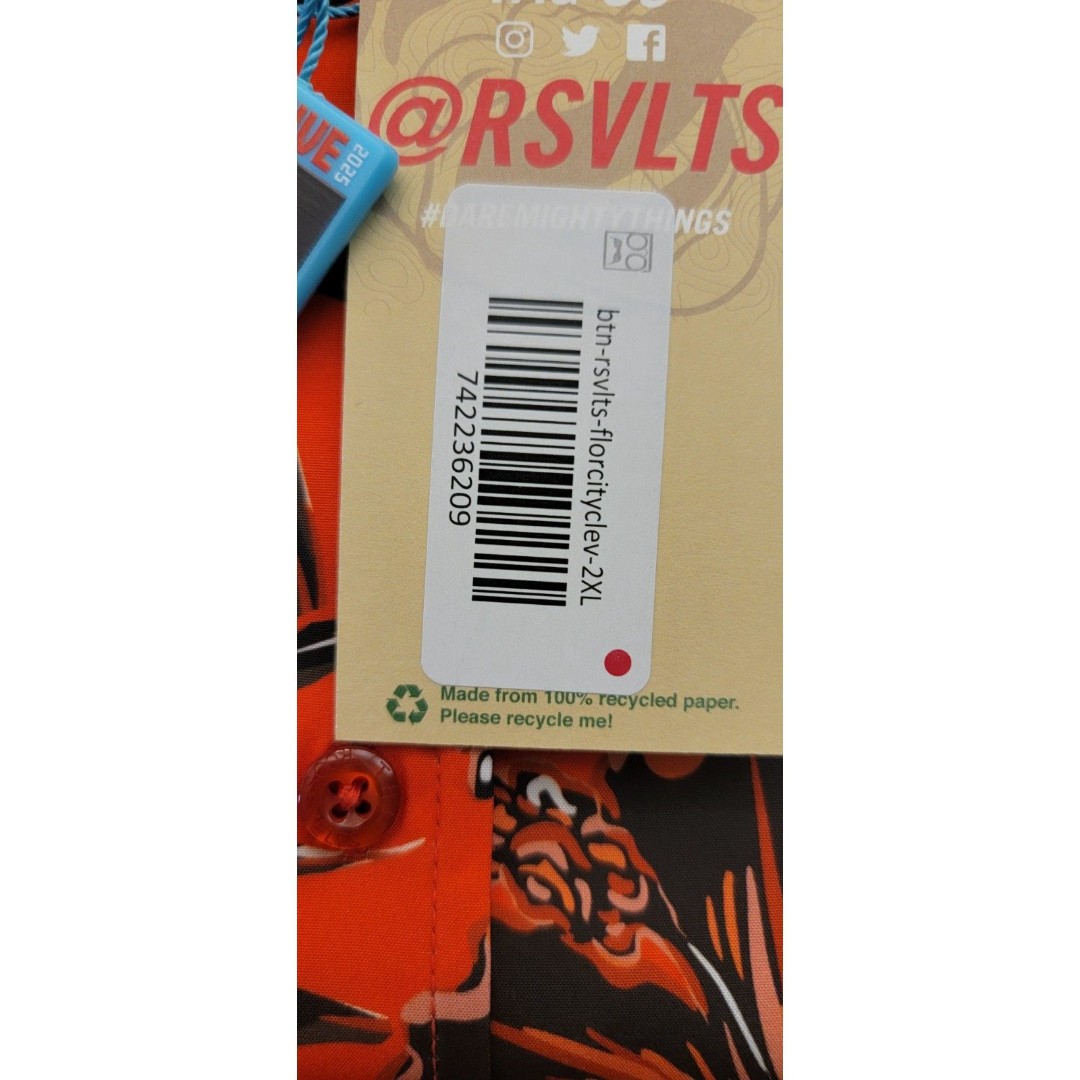 @RSVLTS
#DAREMIGHTYTHINGS
2025
btn-rsvlts-florcityclev-2XL
742236209
Made from 100% recycled paper.
Please recycle me!